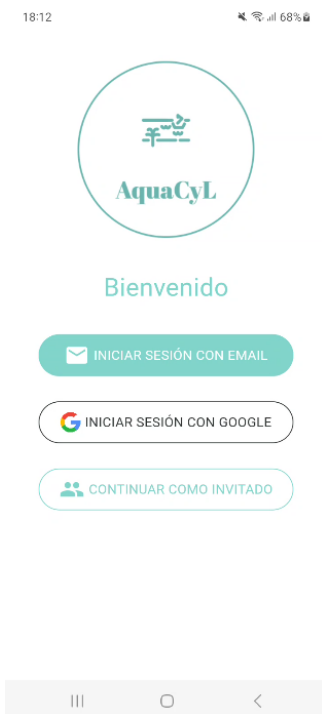 18:12
68%
AquaCyL
Bienvenido
INICIAR SESIÓN CON EMAIL
INICIAR SESIÓN CON GOOGLE
CONTINUAR COMO INVITADO